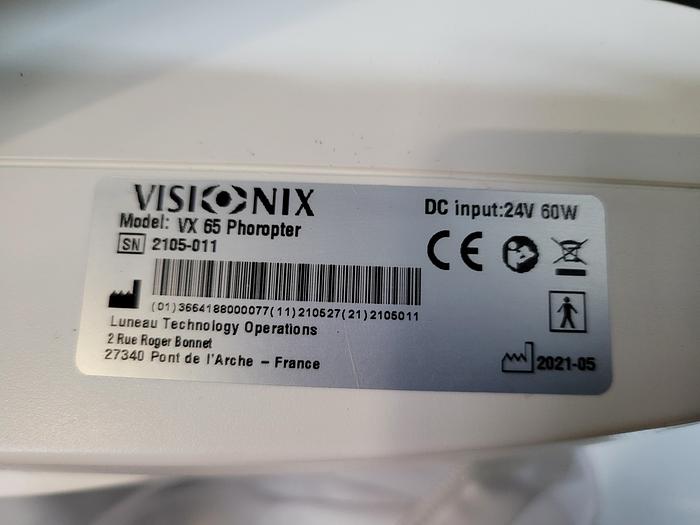 VISIONIX
Model: VX 65 Phoropter
SN 2105-011
(01)3664188000077(11)210527(21)2105011
Luneau Technology Operations
2 Rue Roger Bonnet
27340 Pont de l'Arche – France
DC input:24V 60W
CE
2021-05